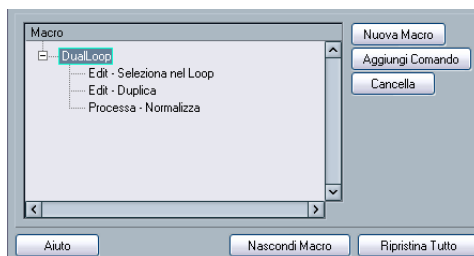 Macro
DualLoop
Edit - Seleziona nel Loop
Edit - Duplica
Processa - Normalizza
Nuova Macro
Aggiungi Comando
Cancella
Aiuto
Nascondi Macro
Ripristina Tutto